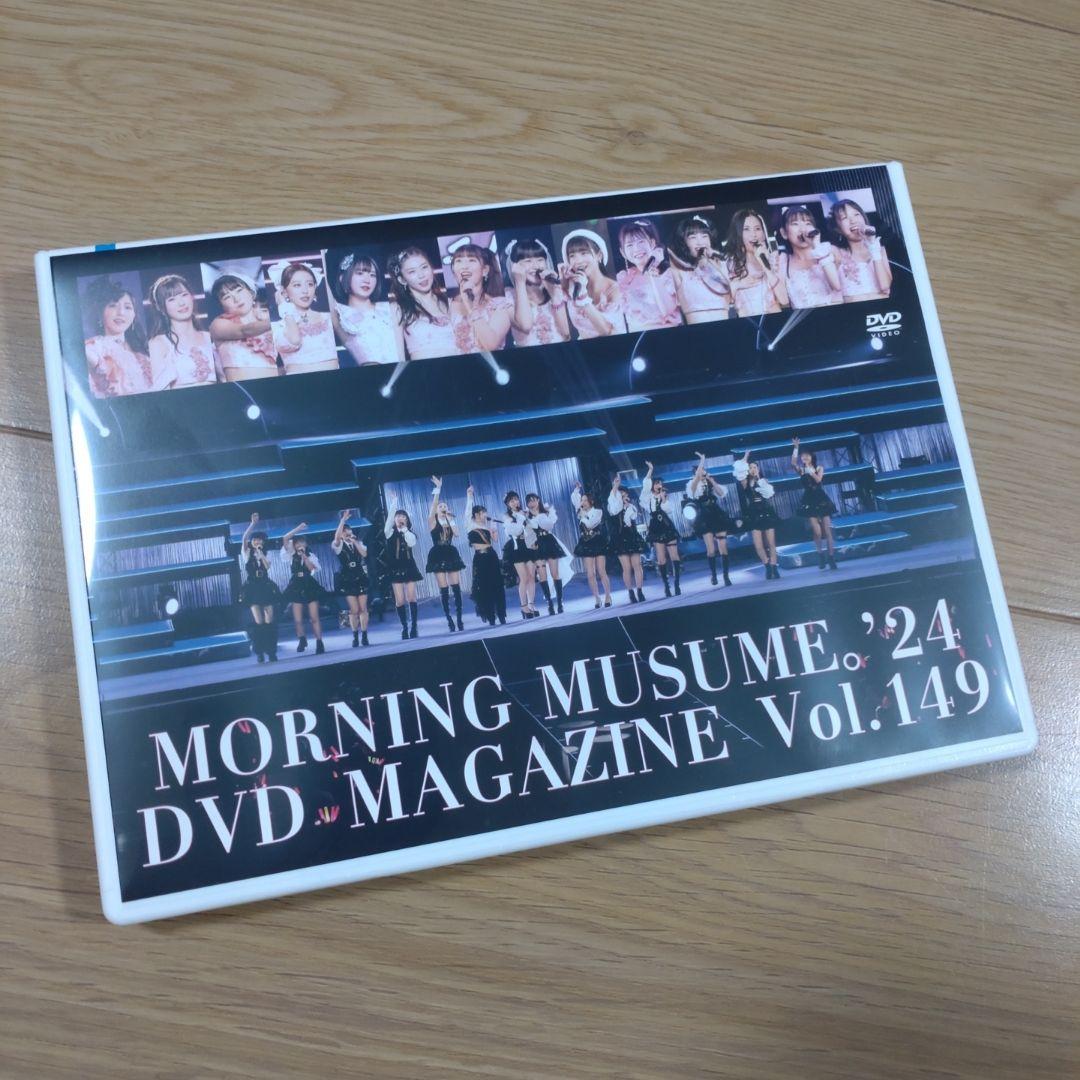 DVD
VIDEO
MORNING MUSUME。'24
DVD MAGAZINE Vol.149